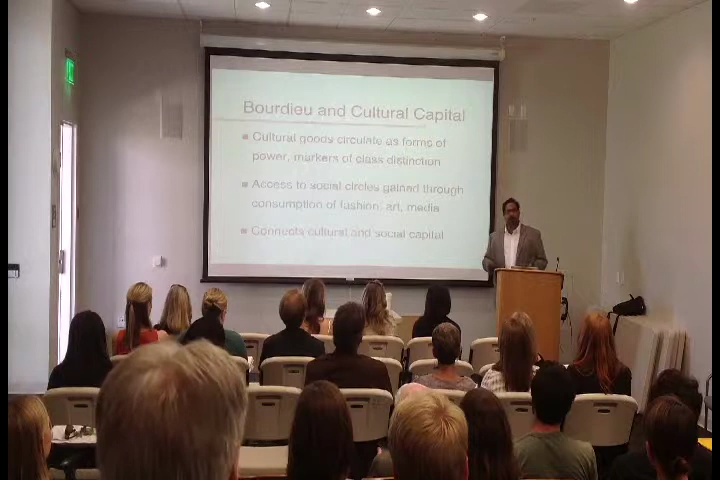 Bourdieu and Cultural Capital
■ Cultural goods circulate as forms of
power, markers of class distinction
■ Access to social circles gained through
consumption of fashion, art, media
■ Connects cultural and social capital